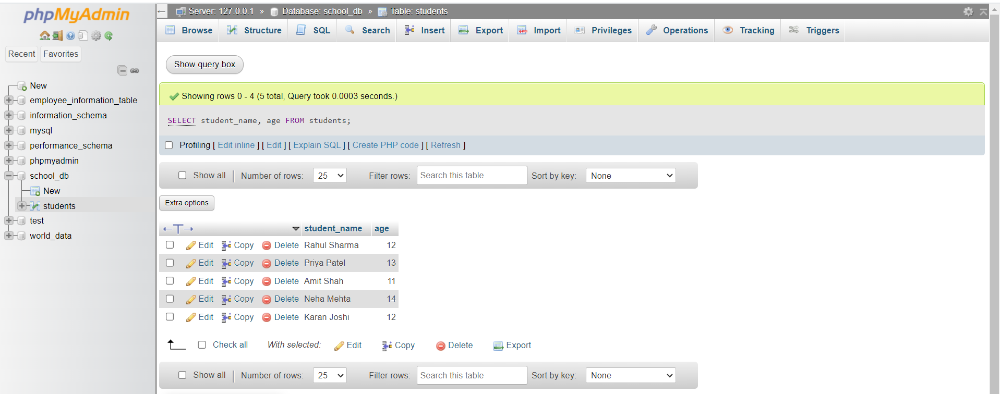 phpMyAdmin
Recent Favorites
New
employee_information_table
information_schema
mysql
performance_schema
phpmyadmin
school_db
New
students
test
world_data
Server: 127.0.0.1 » Database: school_db » Table: students
Browse Structure SQL Search Insert Export Import Privileges Operations Tracking Triggers
Show query box
Showing rows 0 - 4 (5 total, Query took 0.0003 seconds.)
SELECT student_name, age FROM students;
Profiling [ Edit inline ] [ Edit ] [ Explain SQL ] [ Create PHP code ] [ Refresh ]
Show all Number of rows: 25 Filter rows: Search this table Sort by key: None
Extra options
student_name age
Edit Copy Delete Rahul Sharma 12
Edit Copy Delete Priya Patel 13
Edit Copy Delete Amit Shah 11
Edit Copy Delete Neha Mehta 14
Edit Copy Delete Karan Joshi 12
Check all With selected: Edit Copy Delete Export
Show all Number of rows: 25 Filter rows: Search this table Sort by key: None